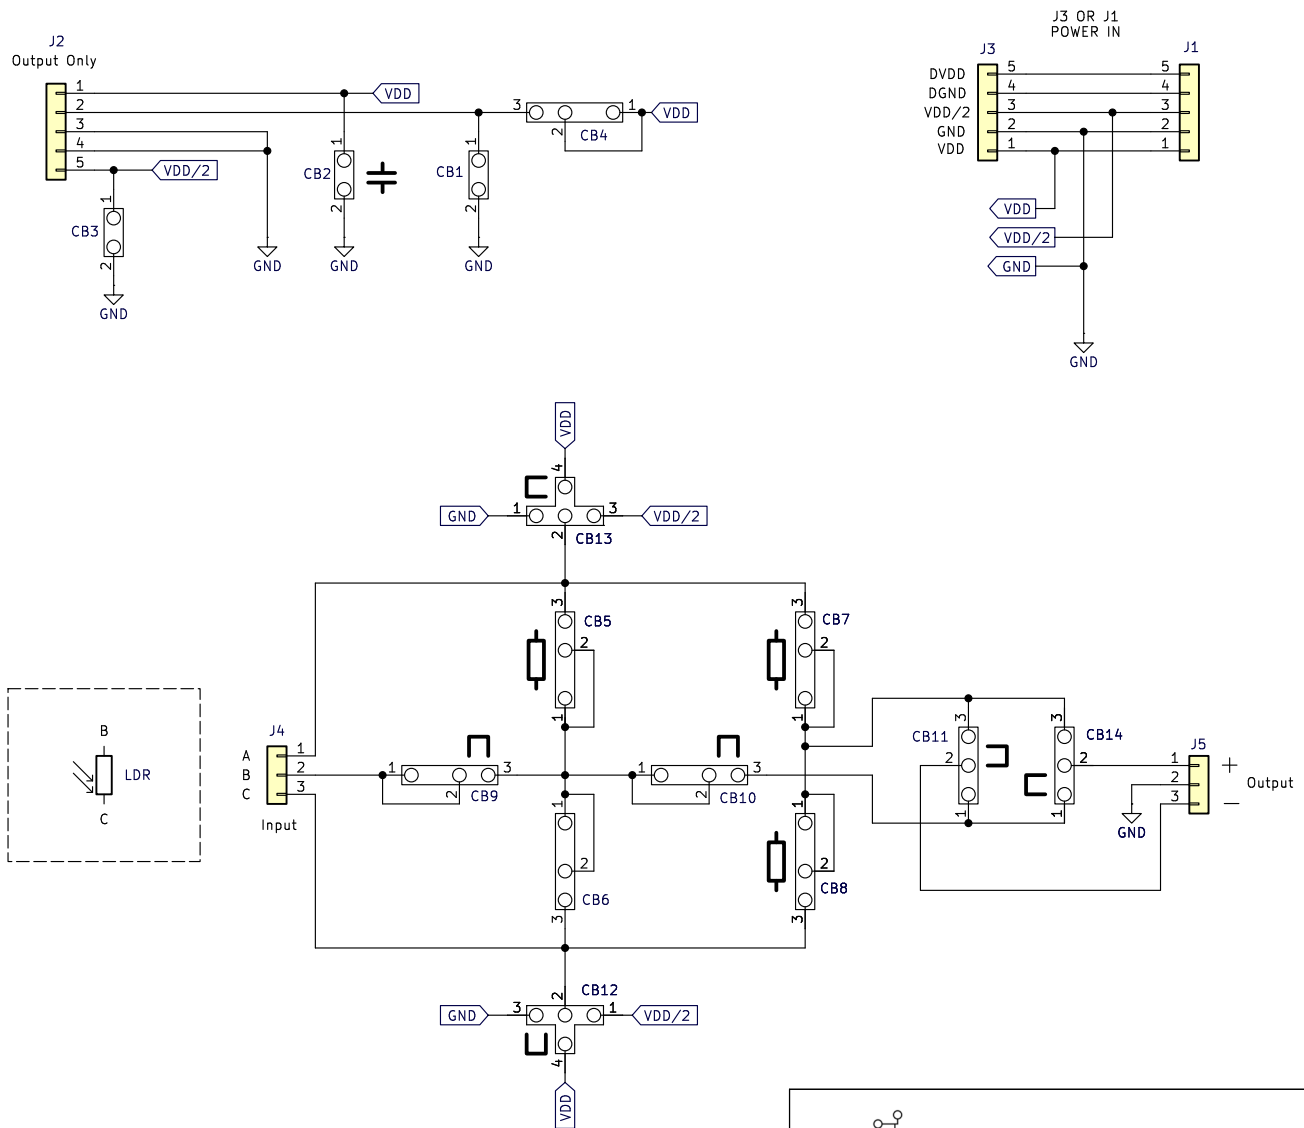 J3 OR J1
POWER IN
J2
Output Only
1
2
3
4
5
VDD
VDD/2
3
1
2
CB4
VDD
1
CB2
2
1
CB1
2
1
CB3
2
GND
GND
GND
GND
J3
J1
DVDD
5
5
DGND
4
4
VDD/2
3
3
GND
2
2
VDD
1
1
VDD
VDD/2
GND
GND
VDD
4
GND
1
3
VDD/2
2
CB13
3
CB5
2
1
3
CB7
2
1
B
LDR
C
J4
A
1
B
2
C
3
Input
1
2
3
CB9
1
2
3
CB10
1
2
CB6
3
1
2
CB8
3
3
CB11
2
1
3
CB14
2
1
J5
1
+
2
3
−
Output
GND
CB12
2
GND
3
1
VDD/2
4
VDD